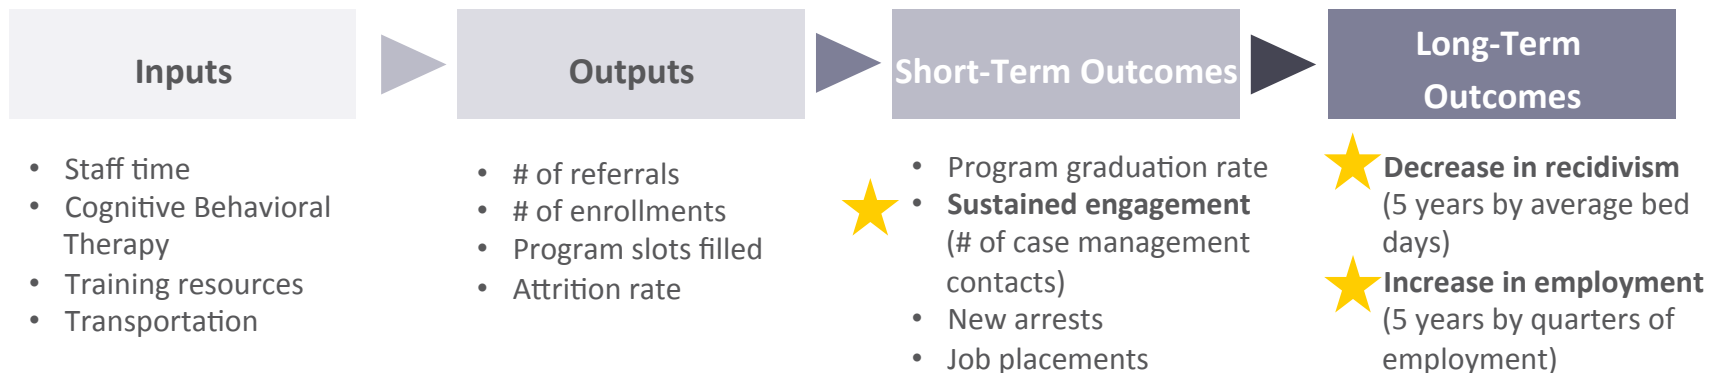 Inputs
• Staff time
• Cognitive Behavioral
Therapy
• Training resources
• Transportation
Outputs
• # of referrals
• # of enrollments
• Program slots filled
• Attrition rate
Short-Term Outcomes
• Program graduation rate
• Sustained engagement
(# of case management
contacts)
• New arrests
• Job placements
Long-Term
Outcomes
Decrease in recidivism
(5 years by average bed
days)
Increase in employment
(5 years by quarters of
employment)